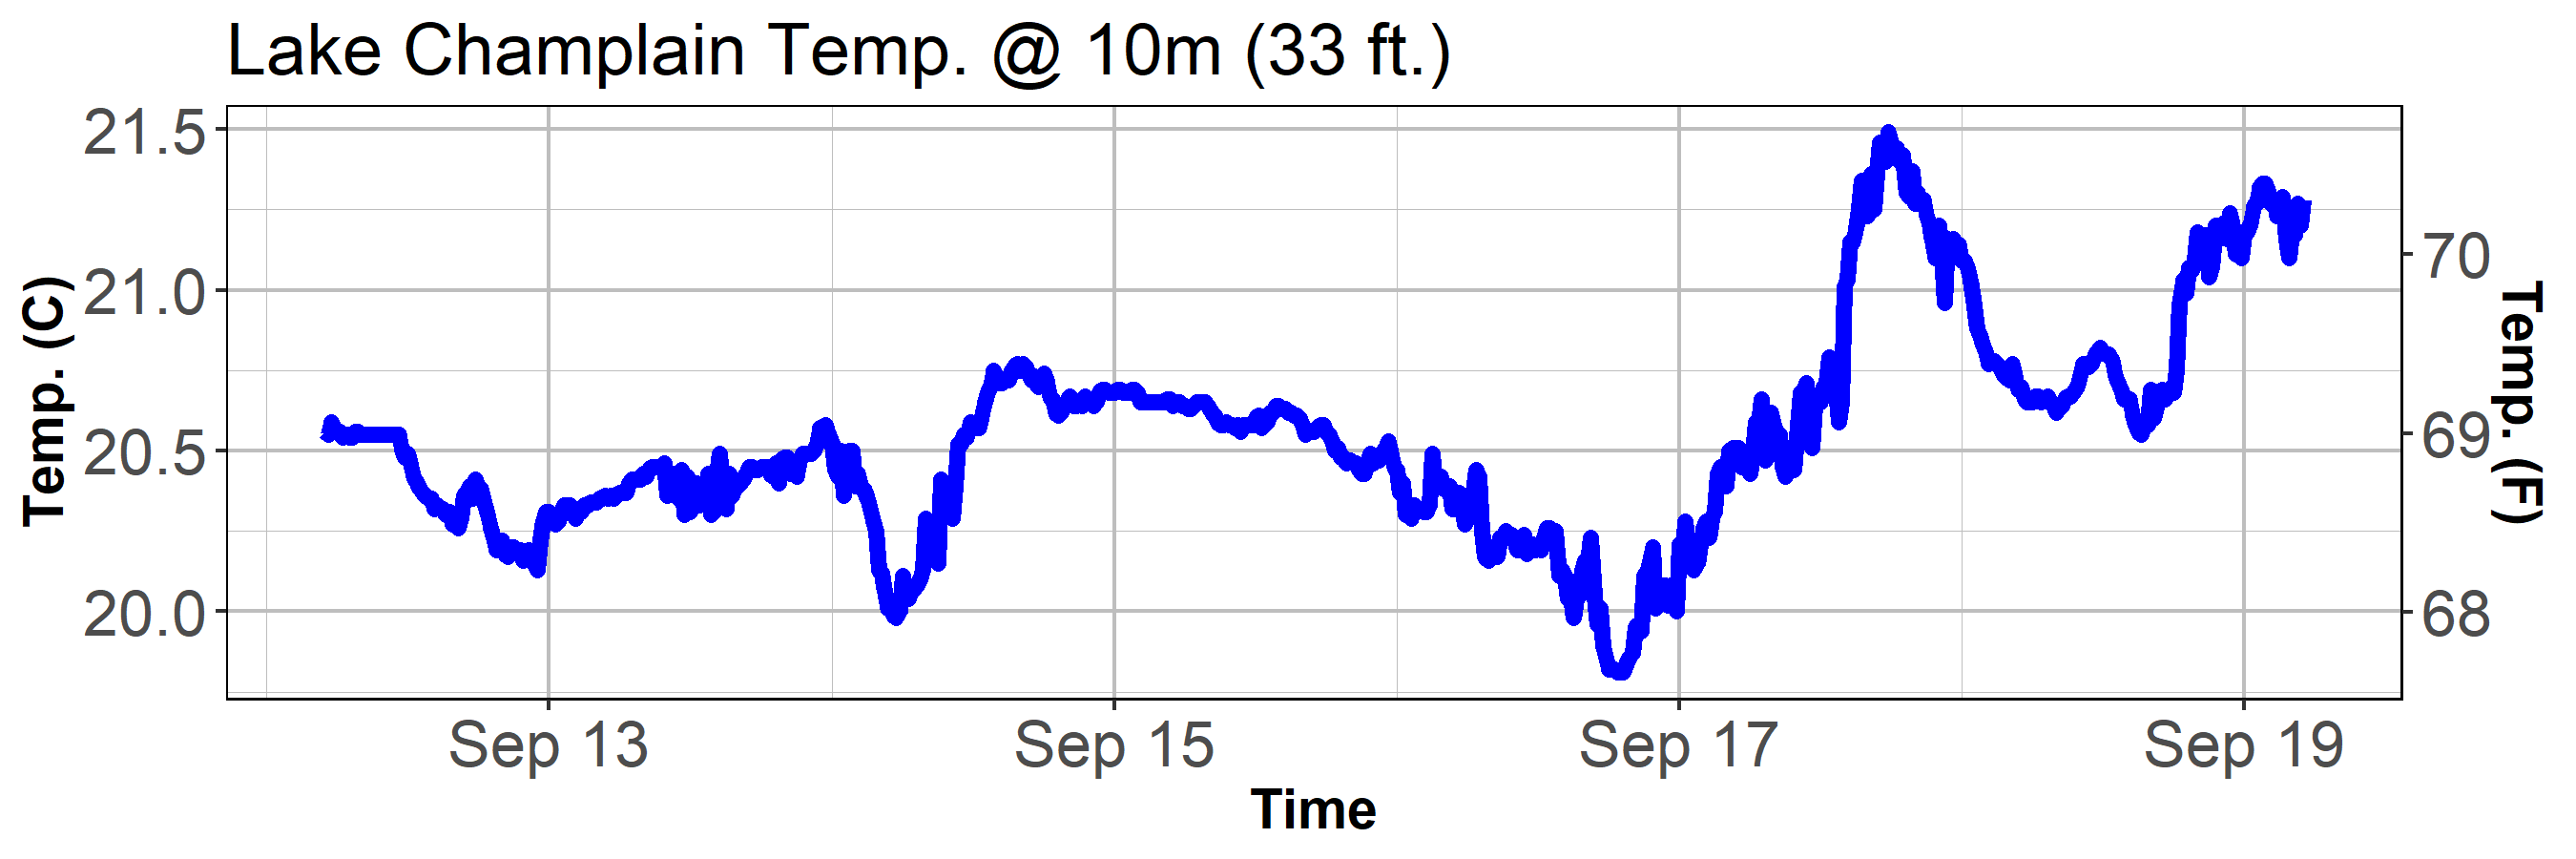 Lake Champlain Temp. @ 10m (33 ft.)
21.5
21.0
20.5
20.0
Temp. (C)
70
69
68
Temp. (F)
Sep 13
Sep 15
Sep 17
Sep 19
Time